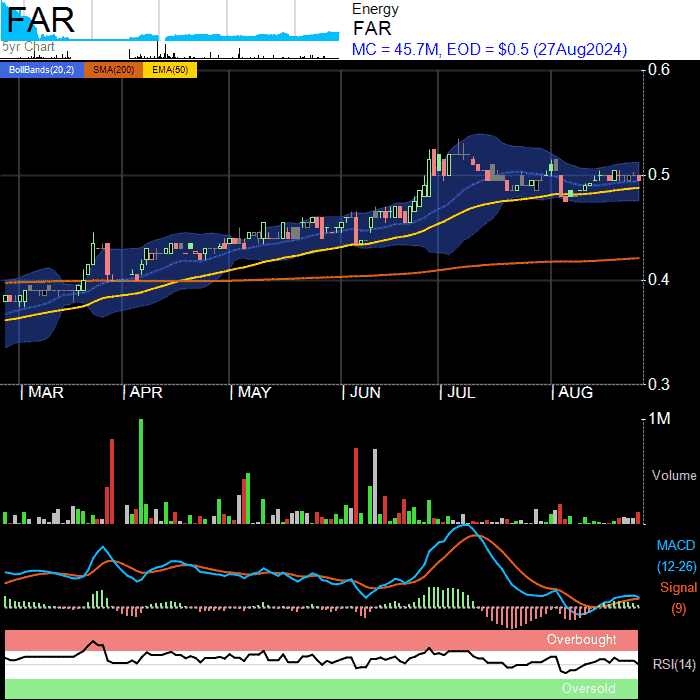 FAR
5yr Chart
Energy
FAR
MC = 45.7M, EOD = $0.5 (27Aug2024)
BollBands(20,2) SMA(200) EMA(50)
0.6
0.5
0.4
0.3
MAR APR MAY JUN JUL AUG
1M
Volume
MACD
(12-26)
Signal
(9)
Overbought
RSI(14)
Oversold